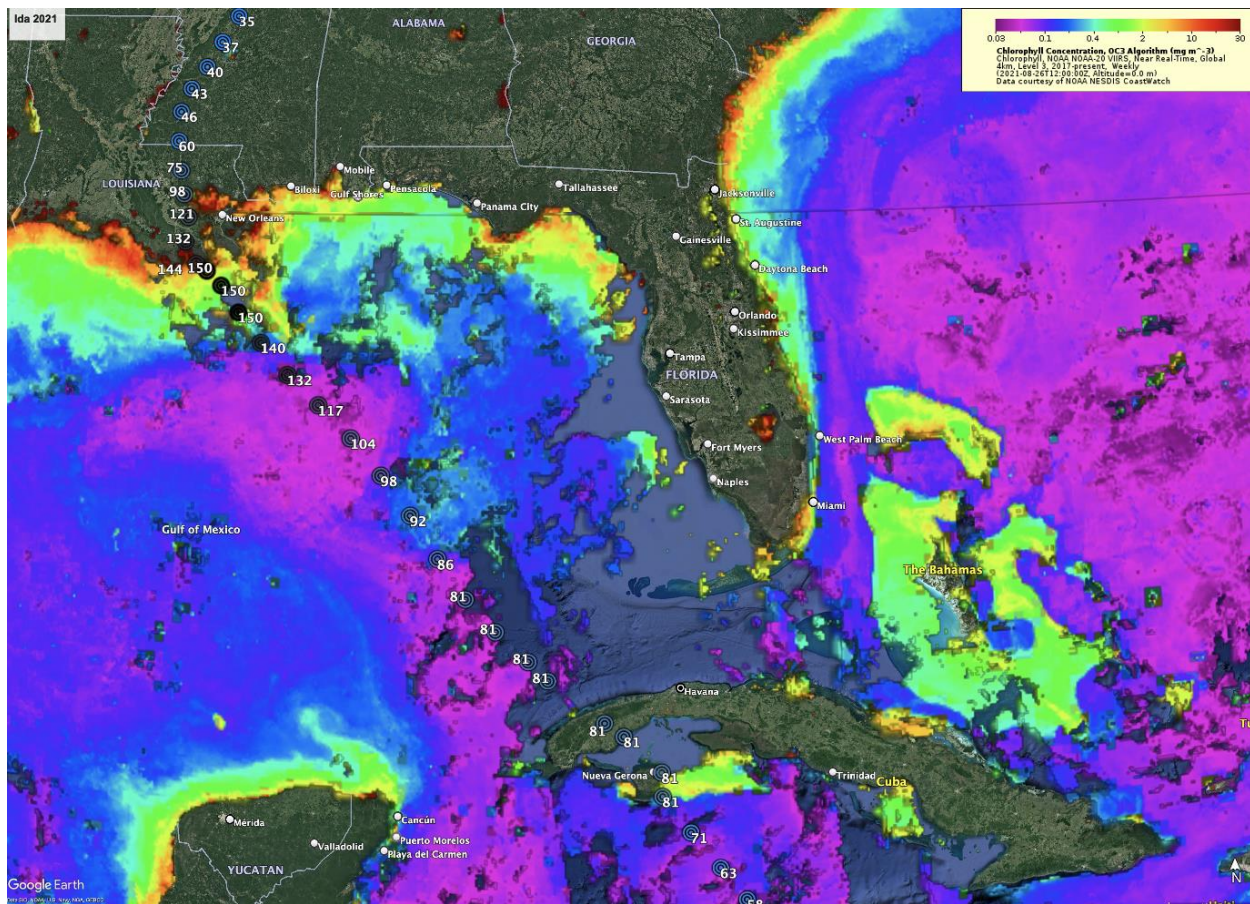 Ida 2021
ALABAMA
GEORGIA
0.03 0.1 0.4 2 10 30
Chlorophyll Concentration, OC3 Algorithm (mg m^-3)
Chlorophyll, NOAA NOAA-20 VIIRS, Near Real-Time, Global
4km, Level 3, 2017-present, Weekly
(2021-08-26T12:00:00Z, Altitude=0.0 m)
Data courtesy of NOAA NESDIS CoastWatch
35
37
40
43
46
60
Mobile
75
LOUISIANA
Biloxi
Gulf Shores
Pensacola
Tallahassee
Jacksonville
98
Panama City
121
New Orleans
St. Augustine
132
Gainesville
144
150
Daytona Beach
150
150
Orlando
Kissimmee
140
Tampa
FLORIDA
132
Sarasota
117
104
Fort Myers
West Palm Beach
98
Naples
Miami
92
Gulf of Mexico
86
The Bahamas
81
81
81
81
Havana
81
81
Nueva Gerona
81
Trinidad
Cuba
81
Mérida
Cancún
71
Puerto Morelos
Valladolid
Playa del Carmen
YUCATAN
63
58
Google Earth
N